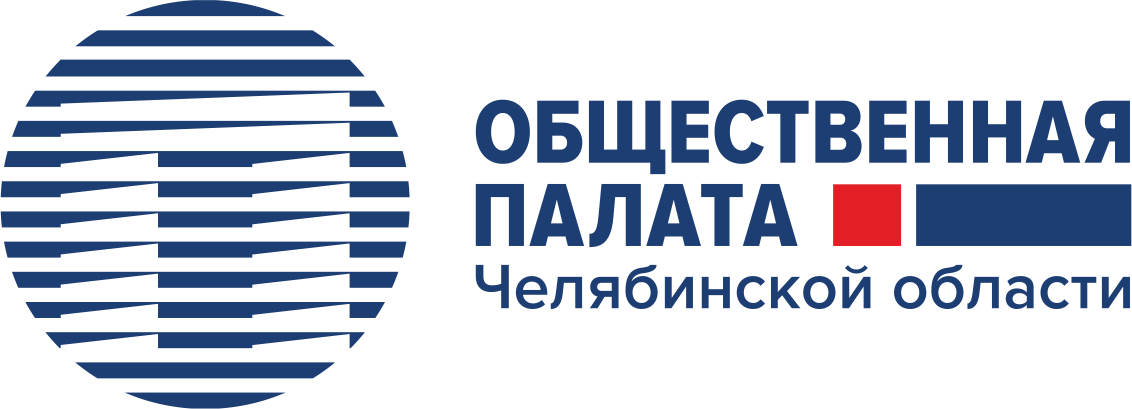 ОБЩЕСТВЕННАЯ
ПАЛАТА
Челябинской области